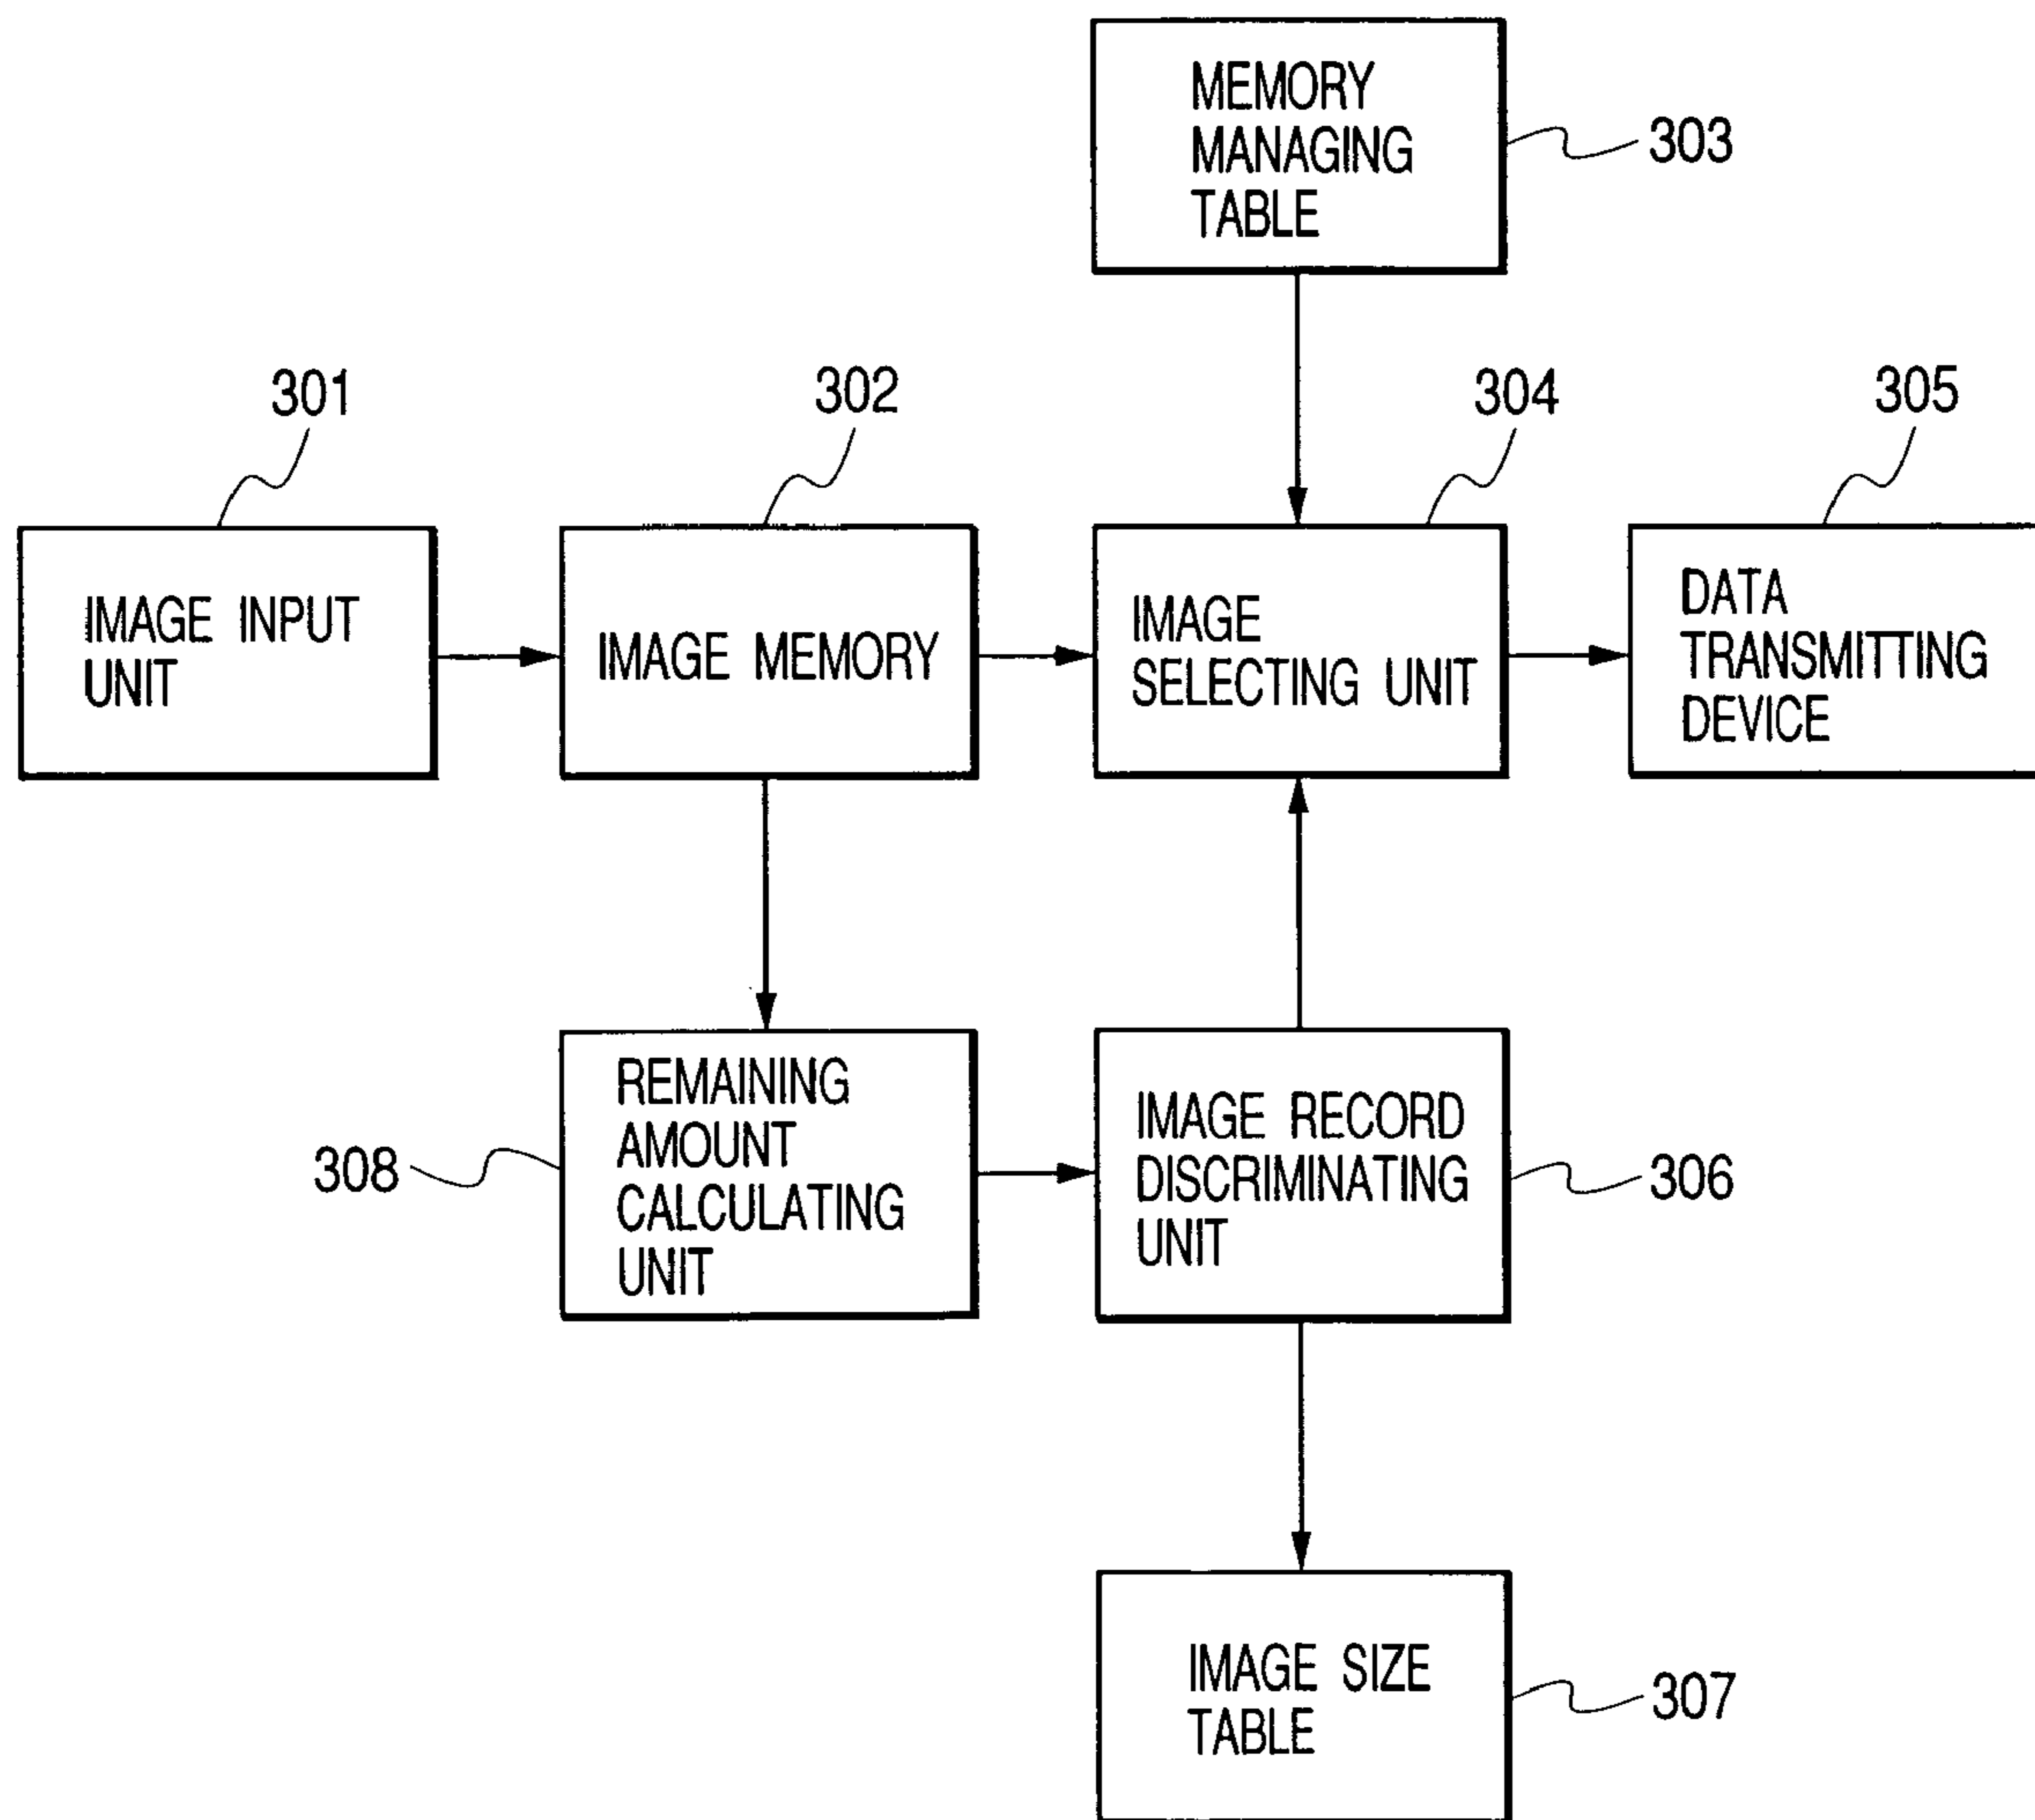 MEMORY
MANAGING
TABLE
303
301
302
304
305
IMAGE INPUT
UNIT
IMAGE MEMORY
IMAGE
SELECTING UNIT
DATA
TRANSMITTING
DEVICE
308
REMAINING
AMOUNT
CALCULATING
UNIT
IMAGE RECORD
DISCRIMINATING
UNIT
306
IMAGE SIZE
TABLE
307